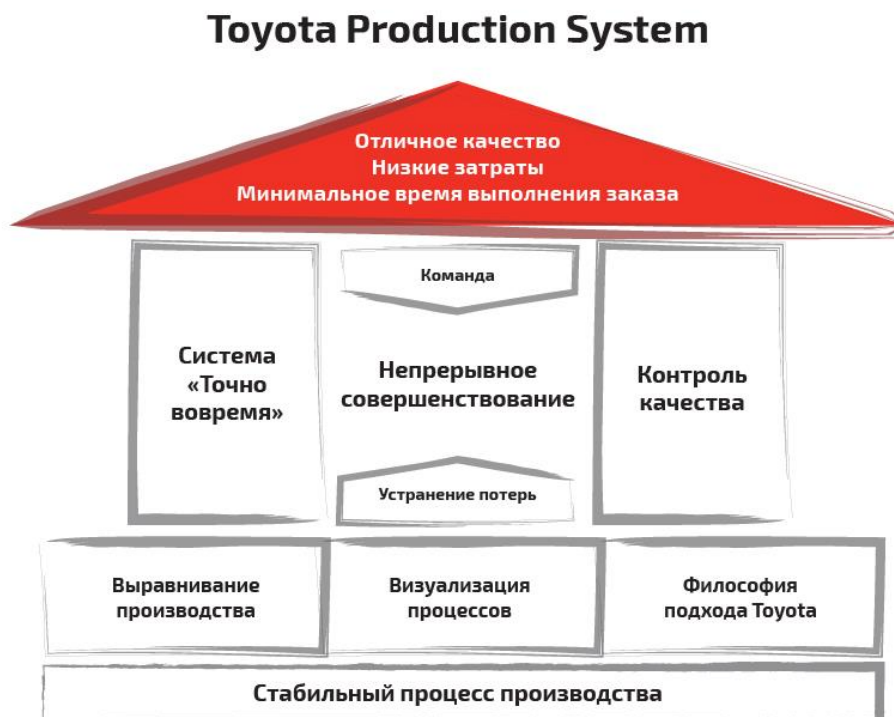 Toyota Production System
Отличное качество
Низкие затраты
Минимальное время выполнения заказа
Команда
Система
«Точно
вовремя»
Непрерывное
совершенствование
Контроль
качества
Устранение потерь
Выравнивание
производства
Визуализация
процессов
Философия
подхода Toyota
Стабильный процесс производства